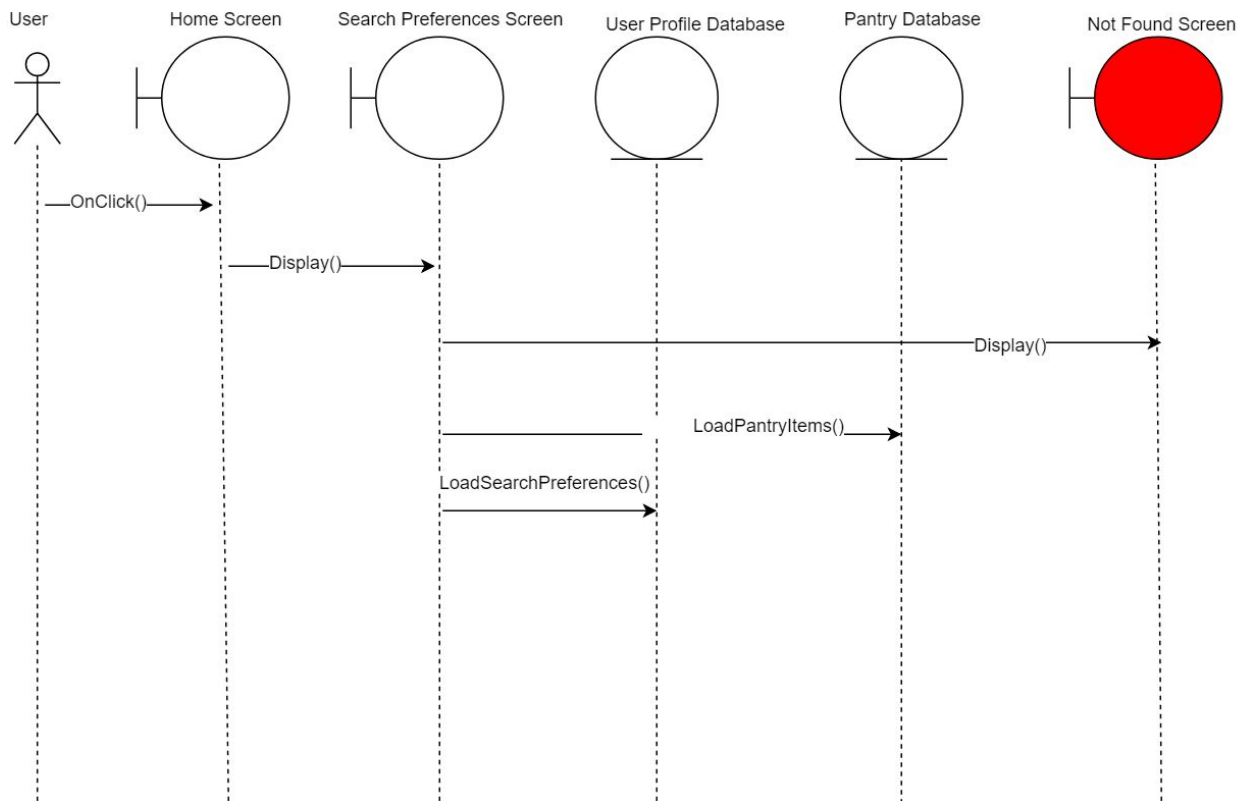 User
Home Screen
Search Preferences Screen
User Profile Database
Pantry Database
Not Found Screen
OnClick()
Display()
Display()
LoadPantryItems()
LoadSearchPreferences()